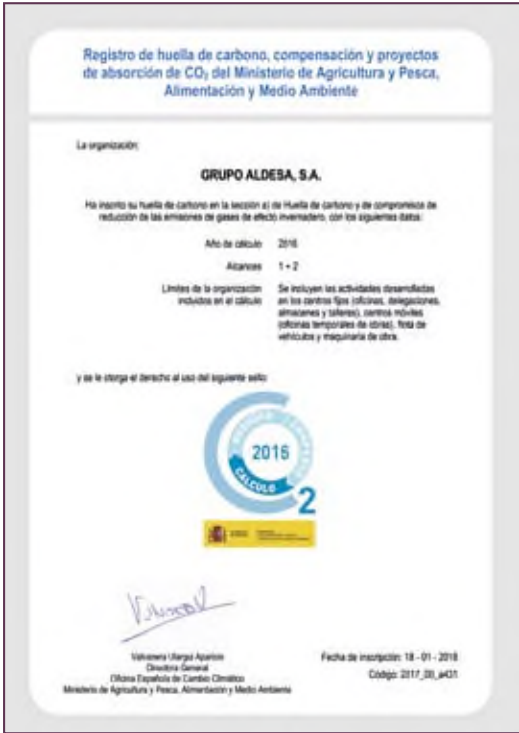 Registro de huella de carbono, compensación y proyectos
de absorción de CO₂ del Ministerio de Agricultura y Pesca,
Alimentación y Medio Ambiente
La organización:
GRUPO ALDESA, S.A.
Ha inscrito su huella de carbono en la sección a) de Huella de carbono y de compromisos de
reducción de las emisiones de gases de efecto invernadero, con los siguientes datos:
Año de cálculo 2016
Alcances 1 + 2
Límites de la organización
incluidos en el cálculo
Se incluyen las actividades desarrolladas
en los centros fijos (oficinas, delegaciones,
almacenes y talleres), centros móviles
(oficinas temporales de obras), flota de
vehículos y maquinaria de obra.
y se le otorga el derecho al uso del siguiente sello:
2016
CALCULO
2
Valvanera Ulargui Aparicio
Directora General
Oficina Española de Cambio Climático
Ministerio de Agricultura y Pesca, Alimentación y Medio Ambiente
Fecha de inscripción: 18 - 01 - 2018
Código: 2017_00_a431